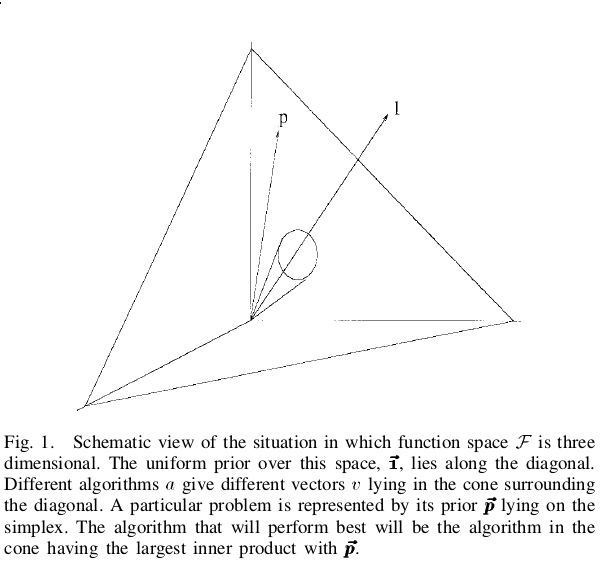 p
1
Fig. 1. Schematic view of the situation in which function space ℱ is three
dimensional. The uniform prior over this space, 1⃗, lies along the diagonal.
Different algorithms a give different vectors v lying in the cone surrounding
the diagonal. A particular problem is represented by its prior p⃗ lying on the
simplex. The algorithm that will perform best will be the algorithm in the
cone having the largest inner product with p⃗.